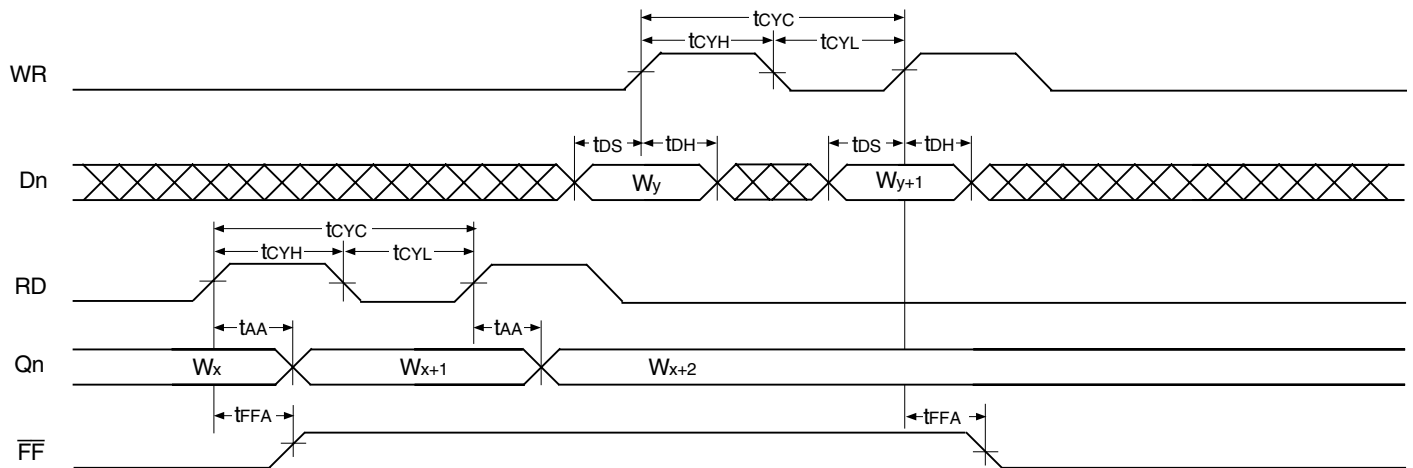 tCYC
tCYH tCYL
WR
tDS tDH tDS tDH
Dn Wy Wy+1
tCYC
tCYH tCYL
RD
tAA tAA
Qn Wx Wx+1 Wx+2
tFFA tFFA
F̅F̅